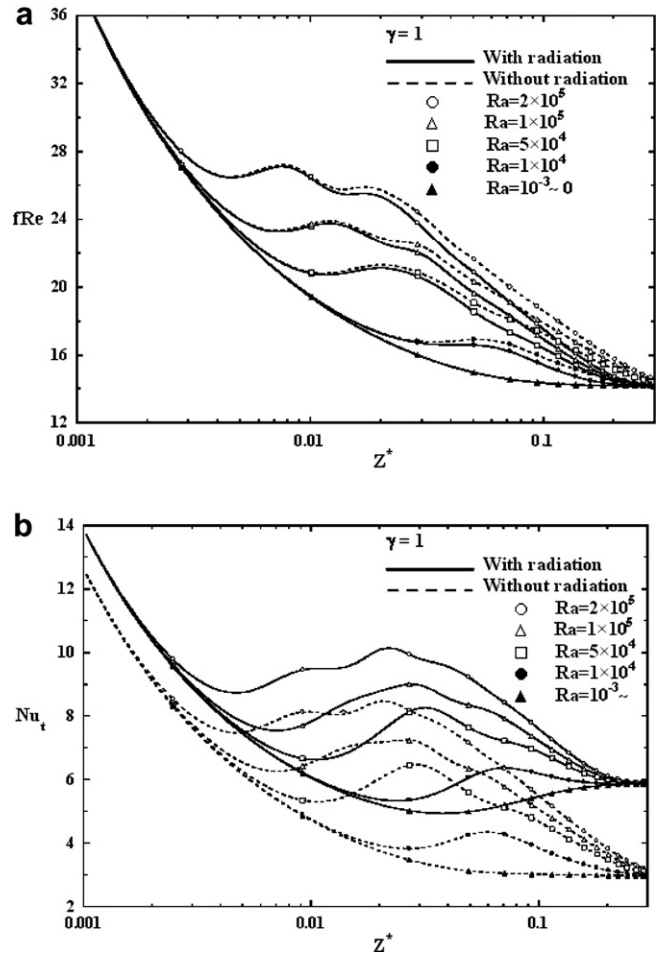 a
36
32
28
24
fRe
20
16
12
γ = 1
With radiation
Without radiation
Ra=2×10⁵
Ra=1×10⁵
Ra=5×10⁴
Ra=1×10⁴
Ra=10⁻³~ 0
0.001
0.01
0.1
Z*
b
14
12
10
8
Nuₜ
6
4
2
γ = 1
With radiation
Without radiation
Ra=2×10⁵
Ra=1×10⁵
Ra=5×10⁴
Ra=1×10⁴
Ra=10⁻³~
0.001
0.01
0.1
Z*